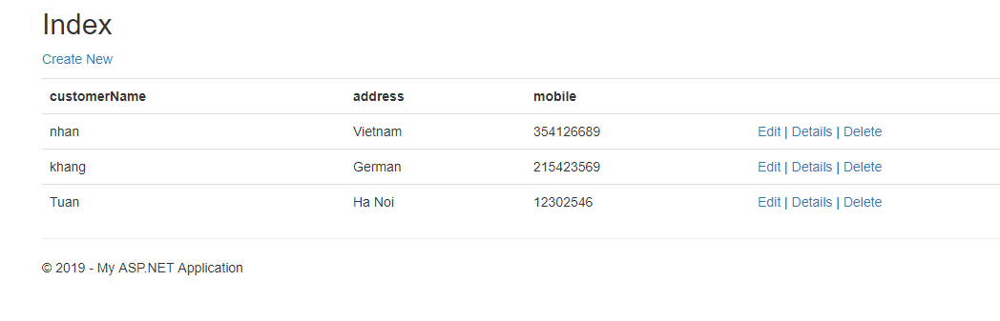 Index
Create New
customerName address mobile
nhan Vietnam 354126689 Edit | Details | Delete
khang German 215423569 Edit | Details | Delete
Tuan Ha Noi 12302546 Edit | Details | Delete
© 2019 - My ASP.NET Application